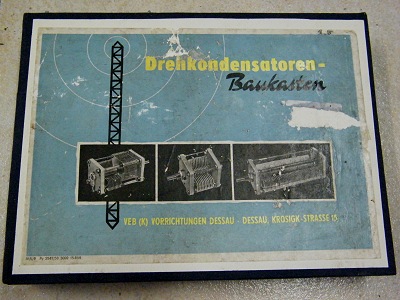 Drehkondensatoren-
Baukasten
VEB (K) VORRICHTUNGEN DESSAU - DESSAU, KROSIGK-STRASSE 15